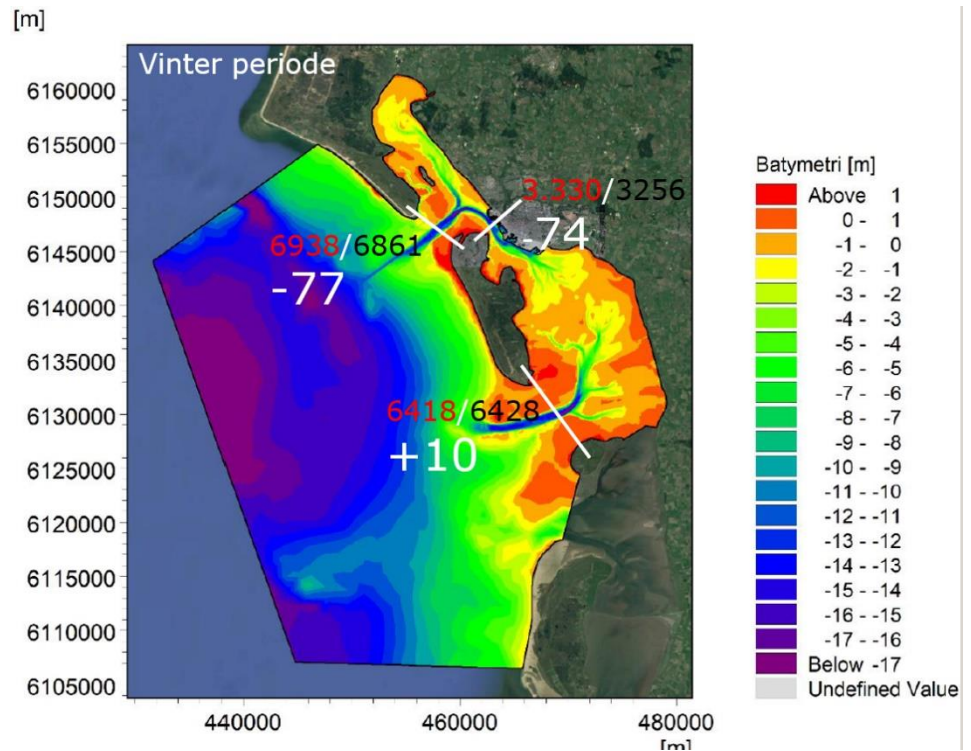 [m]
Vinter periode
6160000
6155000
6150000
6145000
6140000
6135000
6130000
6125000
6120000
6115000
6110000
6105000
3.330/3256
-74
6938/6861
-77
6418/6428
+10
440000
460000
480000
[m]
Batymetri [m]
Above 1
0 - 1
-1 - 0
-2 - -1
-3 - -2
-4 - -3
-5 - -4
-6 - -5
-7 - -6
-8 - -7
-9 - -8
-10 - -9
-11 - -10
-12 - -11
-13 - -12
-14 - -13
-15 - -14
-16 - -15
-17 - -16
Below -17
Undefined Value